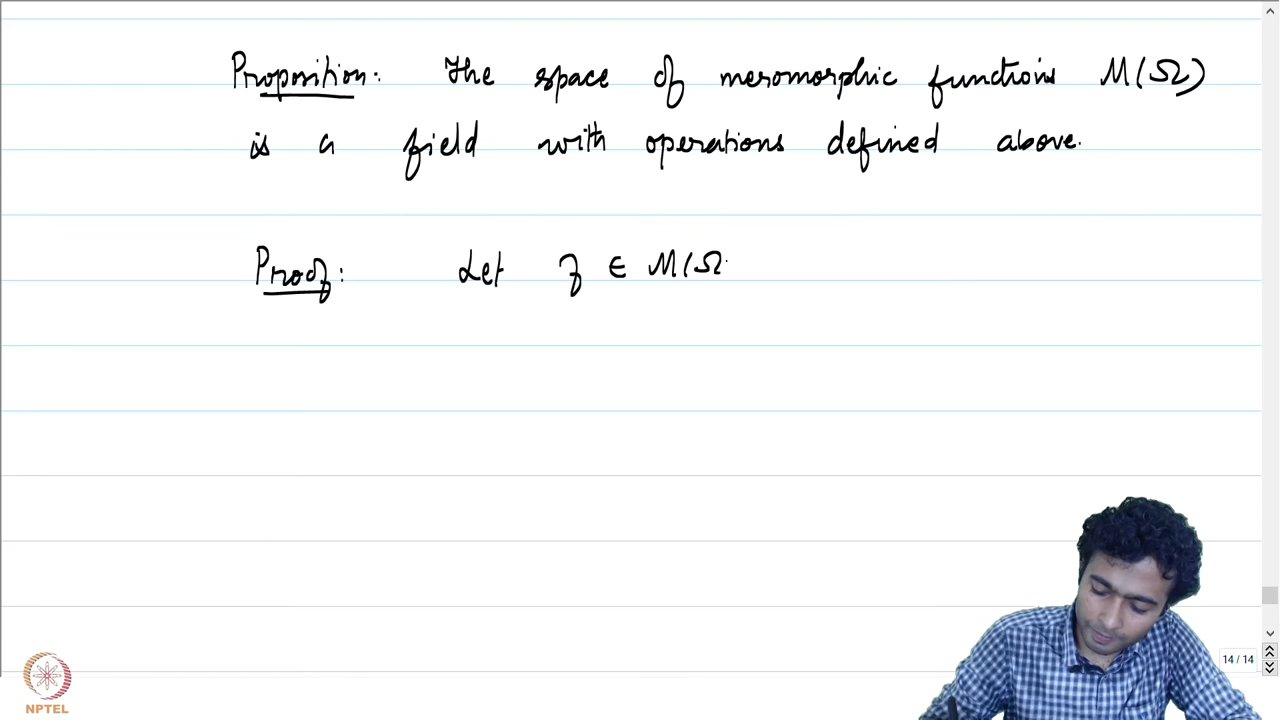 Proposition: The space of meromorphic functions M(Ω)
is a field with operations defined above.
Proof: Let f ∈ M(Ω
14 / 14
NPTEL